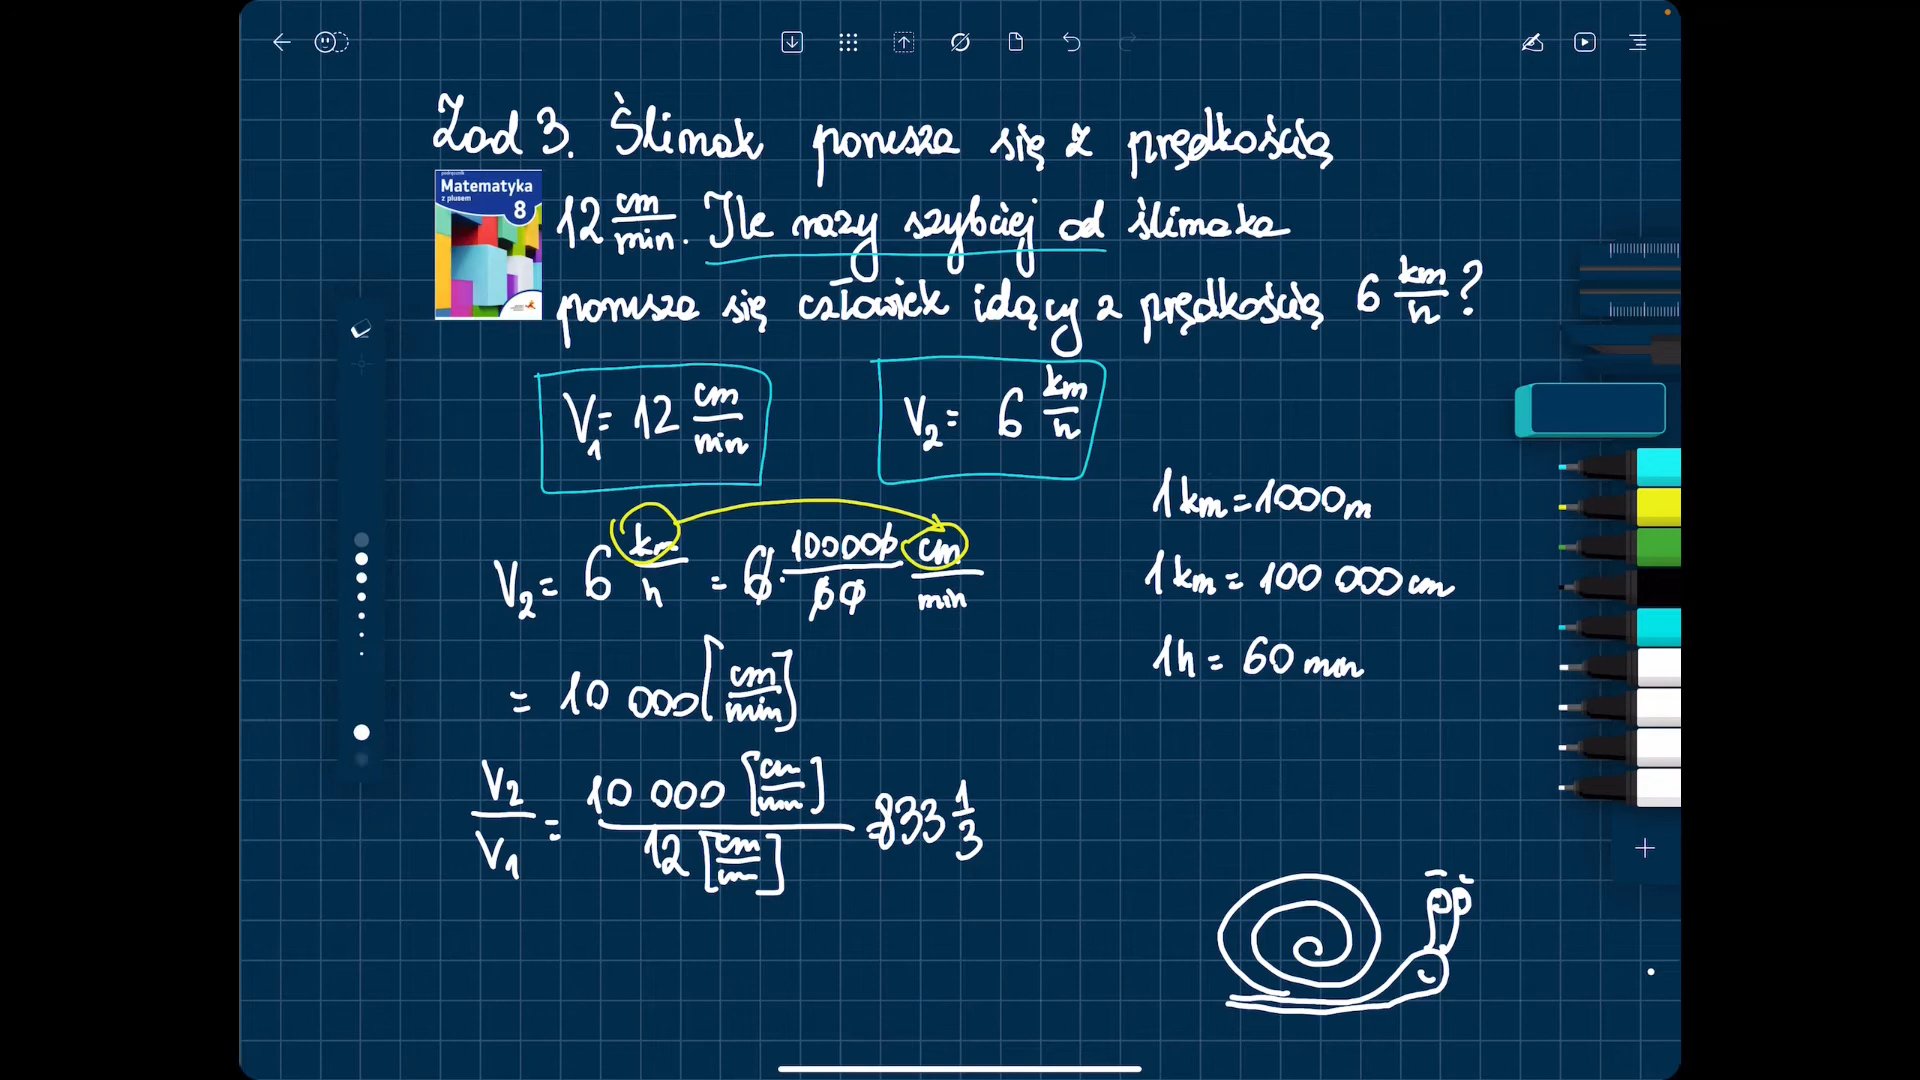 Zad 3. Ślimak porusza się z prędkością
podręcznik
Matematyka
z plusem
8
12 cm/min. Ile razy szybciej od ślimaka
porusza się człowiek idący z prędkością 6 km/h?
V₁ = 12 cm/min
V₂ = 6 km/h
1 km = 1000 m
V₂ = 6 km/h = 6 · 100000/60 cm/min
1 km = 100 000 cm
= 10 000 [cm/min]
1h = 60 min
V₂/V₁ = 10 000 [cm/min] / 12 [cm/m] = 833 1/3